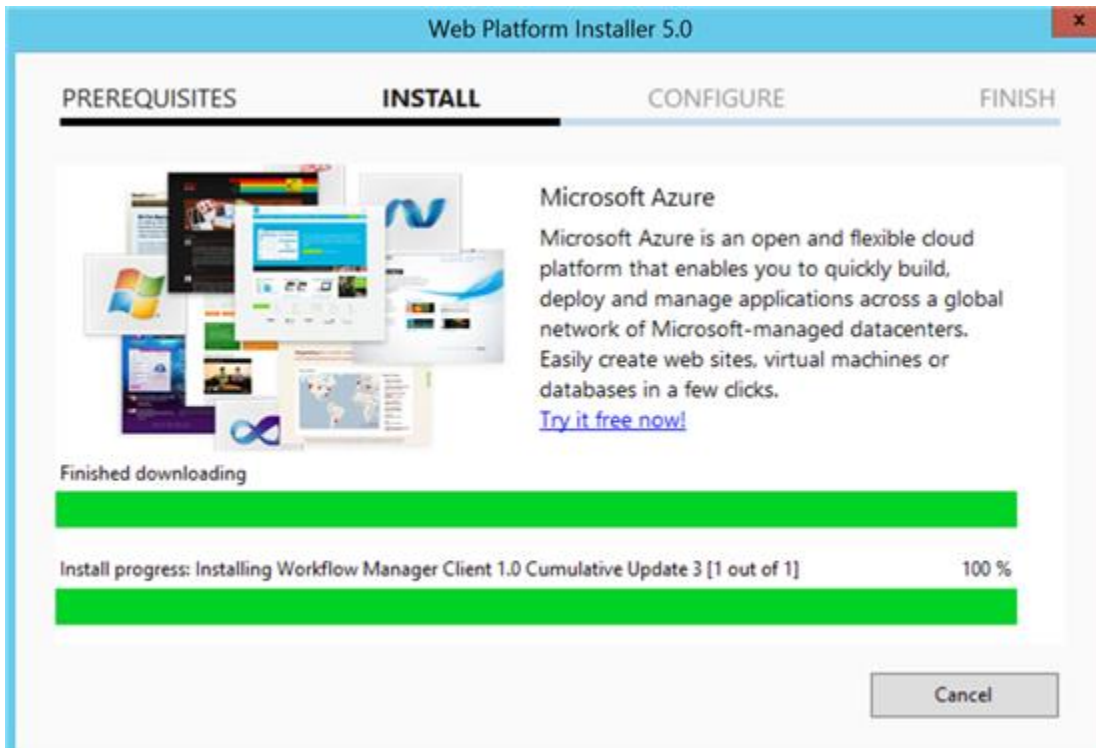 Web Platform Installer 5.0
x
PREREQUISITES INSTALL CONFIGURE FINISH
Microsoft Azure
Microsoft Azure is an open and flexible cloud
platform that enables you to quickly build,
deploy and manage applications across a global
network of Microsoft-managed datacenters.
Easily create web sites, virtual machines or
databases in a few clicks.
Try it free now!
Finished downloading
Install progress: Installing Workflow Manager Client 1.0 Cumulative Update 3 [1 out of 1] 100 %
Cancel